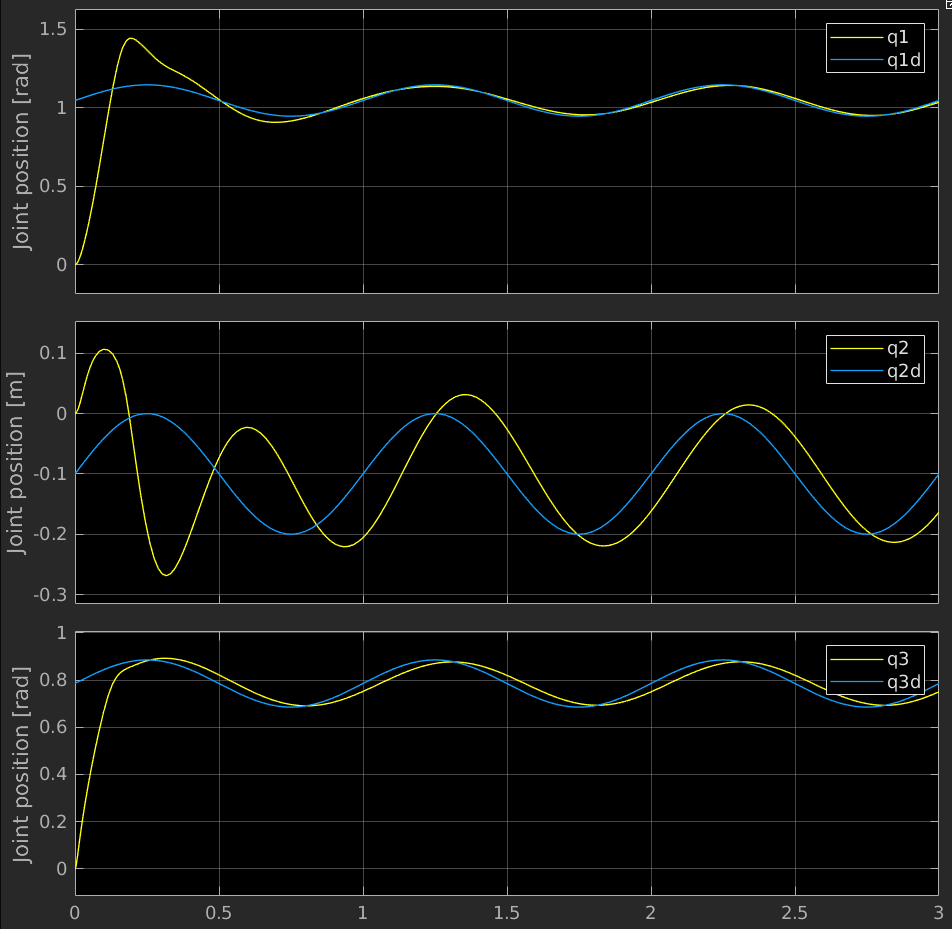 1.5
1
0.5
0
Joint position [rad]
q1
q1d
0.1
0
-0.1
-0.2
-0.3
Joint position [m]
q2
q2d
1
0.8
0.6
0.4
0.2
0
Joint position [rad]
q3
q3d
0 0.5 1 1.5 2 2.5 3